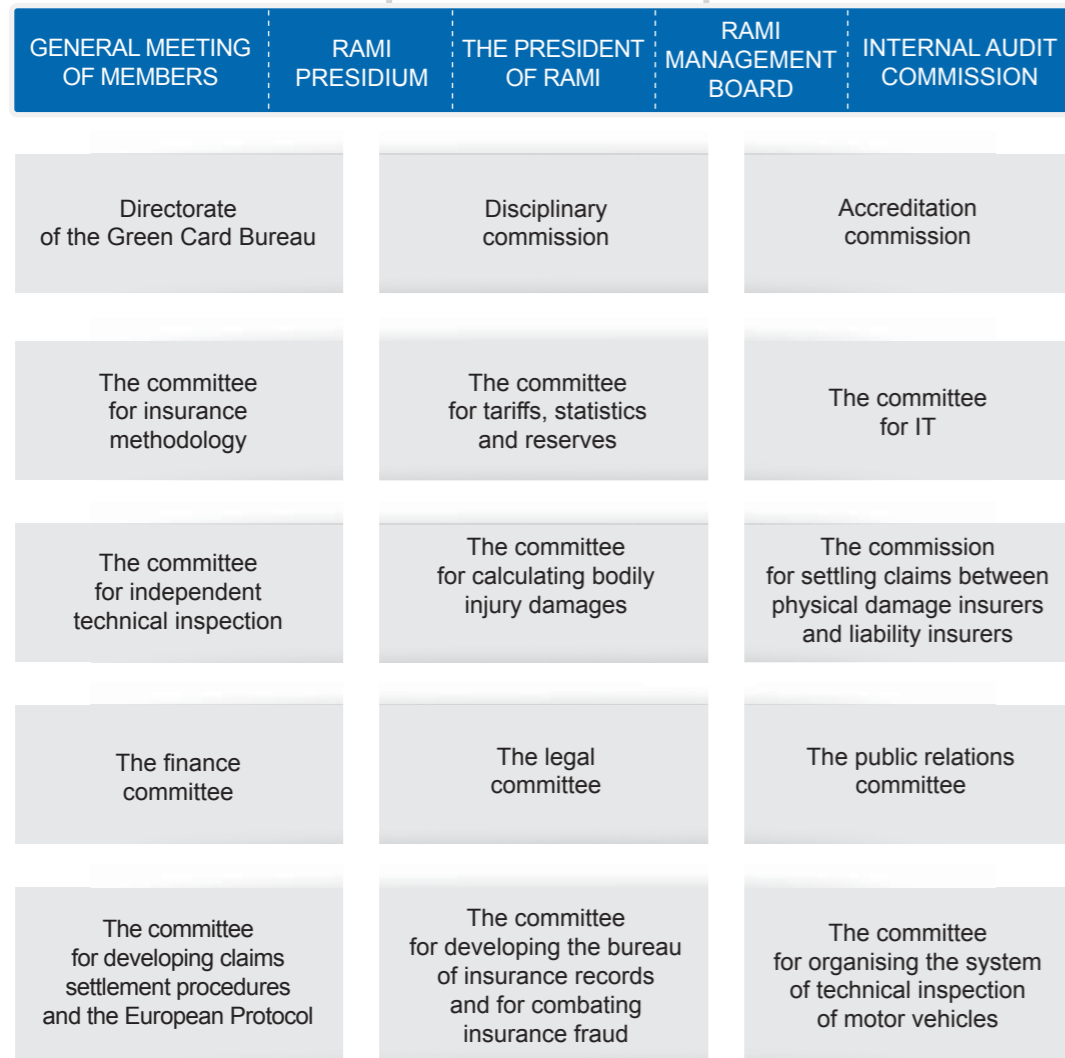 GENERAL MEETING
OF MEMBERS
RAMI
PRESIDIUM
THE PRESIDENT
OF RAMI
RAMI
MANAGEMENT
BOARD
INTERNAL AUDIT
COMMISSION
Directorate
of the Green Card Bureau
Disciplinary
commission
Accreditation
commission
The committee
for insurance
methodology
The committee
for tariffs, statistics
and reserves
The committee
for IT
The committee
for independent
technical inspection
The committee
for calculating bodily
injury damages
The commission
for settling claims between
physical damage insurers
and liability insurers
The finance
committee
The legal
committee
The public relations
committee
The committee
for developing claims
settlement procedures
and the European Protocol
The committee
for developing the bureau
of insurance records
and for combating
insurance fraud
The committee
for organising the system
of technical inspection
of motor vehicles